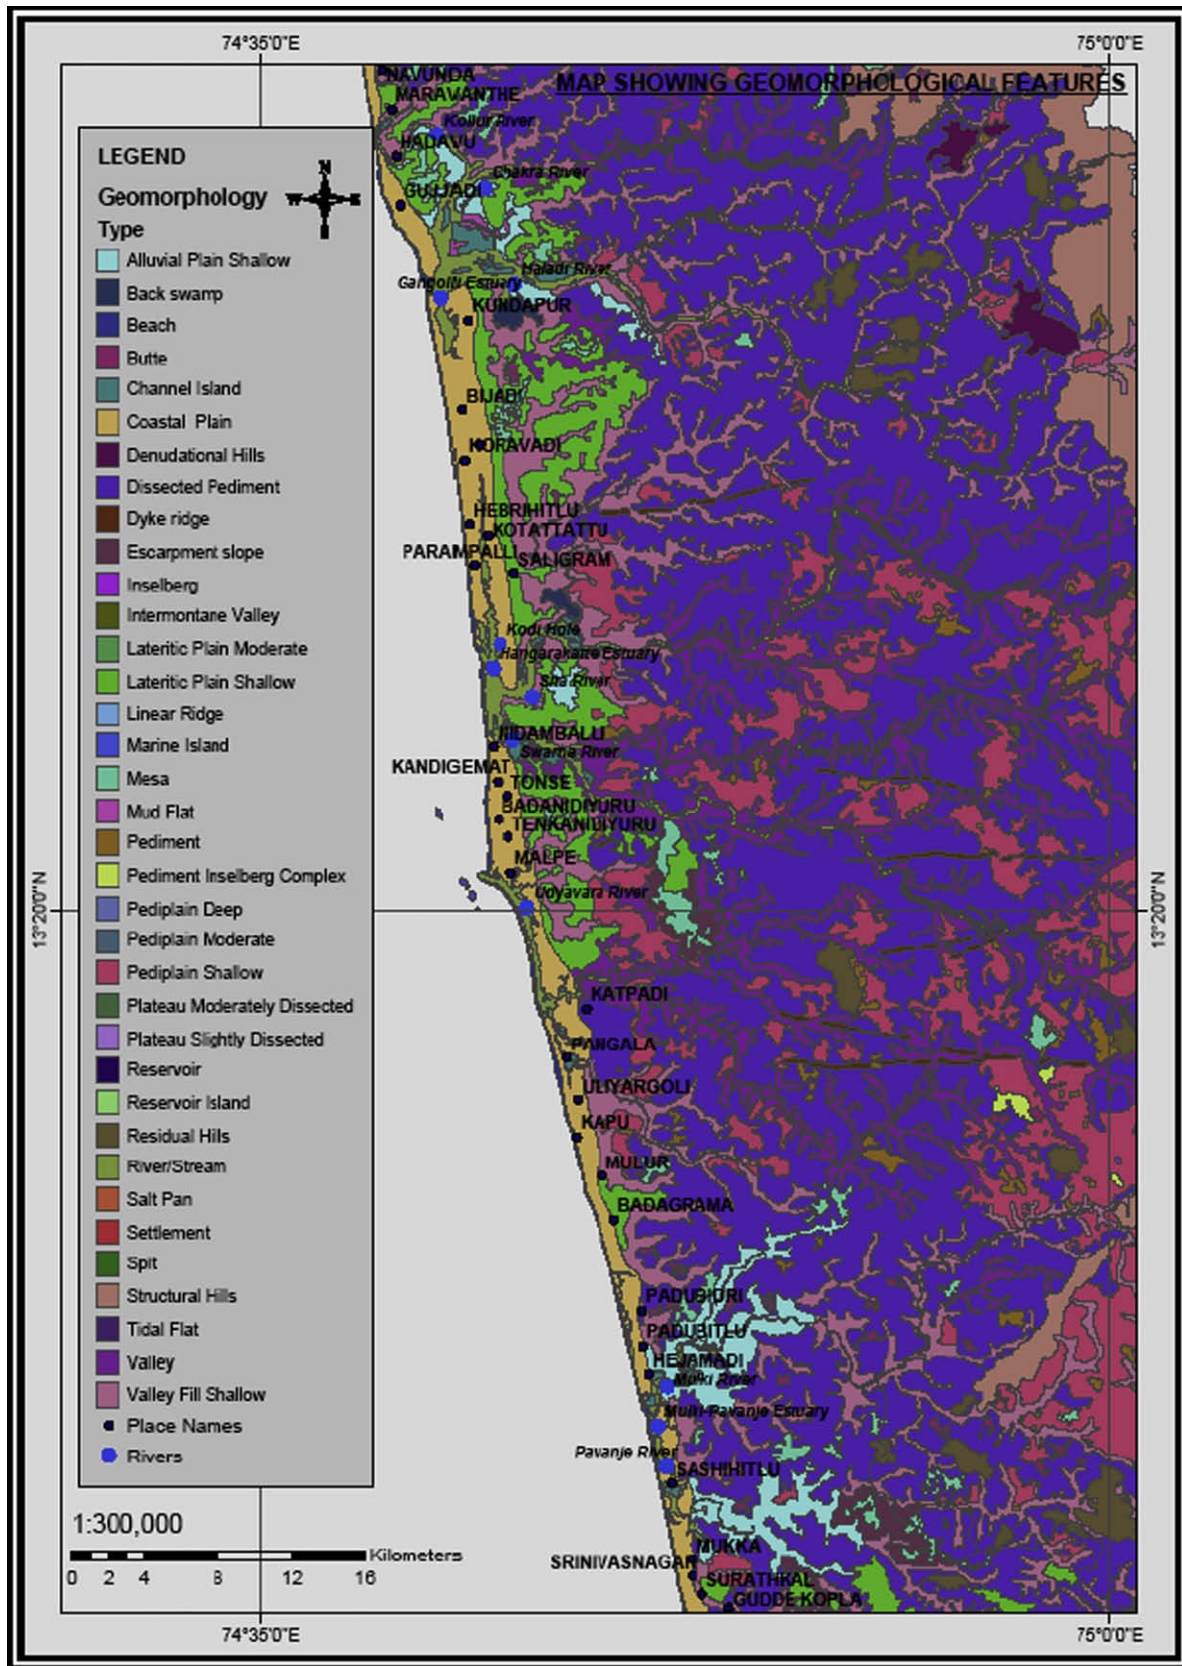 74°35'0"E
75°0'0"E
MAP SHOWING GEOMORPHOLOGICAL FEATURES
NAVUNDA
MARAVANTHE
Kollur River
HADAVU
Chakra River
GUJJADI
Haladi River
Gangolli Estuary
KUNDAPUR
BIJADI
KORAVADI
HEBRIHITLU
KOTATTATTU
PARAMPALLI
SALIGRAM
Kodi Hole
Hangarakatte Estuary
Sita River
NIDAMBALLI
Swarna River
KANDIGEMAT
TONSE
BADANIDIYURU
TENKANIDIYURU
MALPE
Udyavara River
13°20'0"N
13°20'0"N
KATPADI
PANGALA
ULIYARGOLI
KAPU
MULUR
BADAGRAMA
PADUBIDRI
PADUBITLU
HEJAMADI
Mulki River
Mulki-Pavanje Estuary
Pavanje River
SASHIHITLU
MUKKA
SRINIVASNAGAR
SURATHKAL
GUDDE KOPLA
LEGEND
Geomorphology
N
W
E
S
Type
Alluvial Plain Shallow
Back swamp
Beach
Butte
Channel Island
Coastal Plain
Denudational Hills
Dissected Pediment
Dyke ridge
Escarpment slope
Inselberg
Intermontane Valley
Lateritic Plain Moderate
Lateritic Plain Shallow
Linear Ridge
Marine Island
Mesa
Mud Flat
Pediment
Pediment Inselberg Complex
Pediplain Deep
Pediplain Moderate
Pediplain Shallow
Plateau Moderately Dissected
Plateau Slightly Dissected
Reservoir
Reservoir Island
Residual Hills
River/Stream
Salt Pan
Settlement
Spit
Structural Hills
Tidal Flat
Valley
Valley Fill Shallow
Place Names
Rivers
1:300,000
Kilometers
0 2 4 8 12 16
74°35'0"E
75°0'0"E